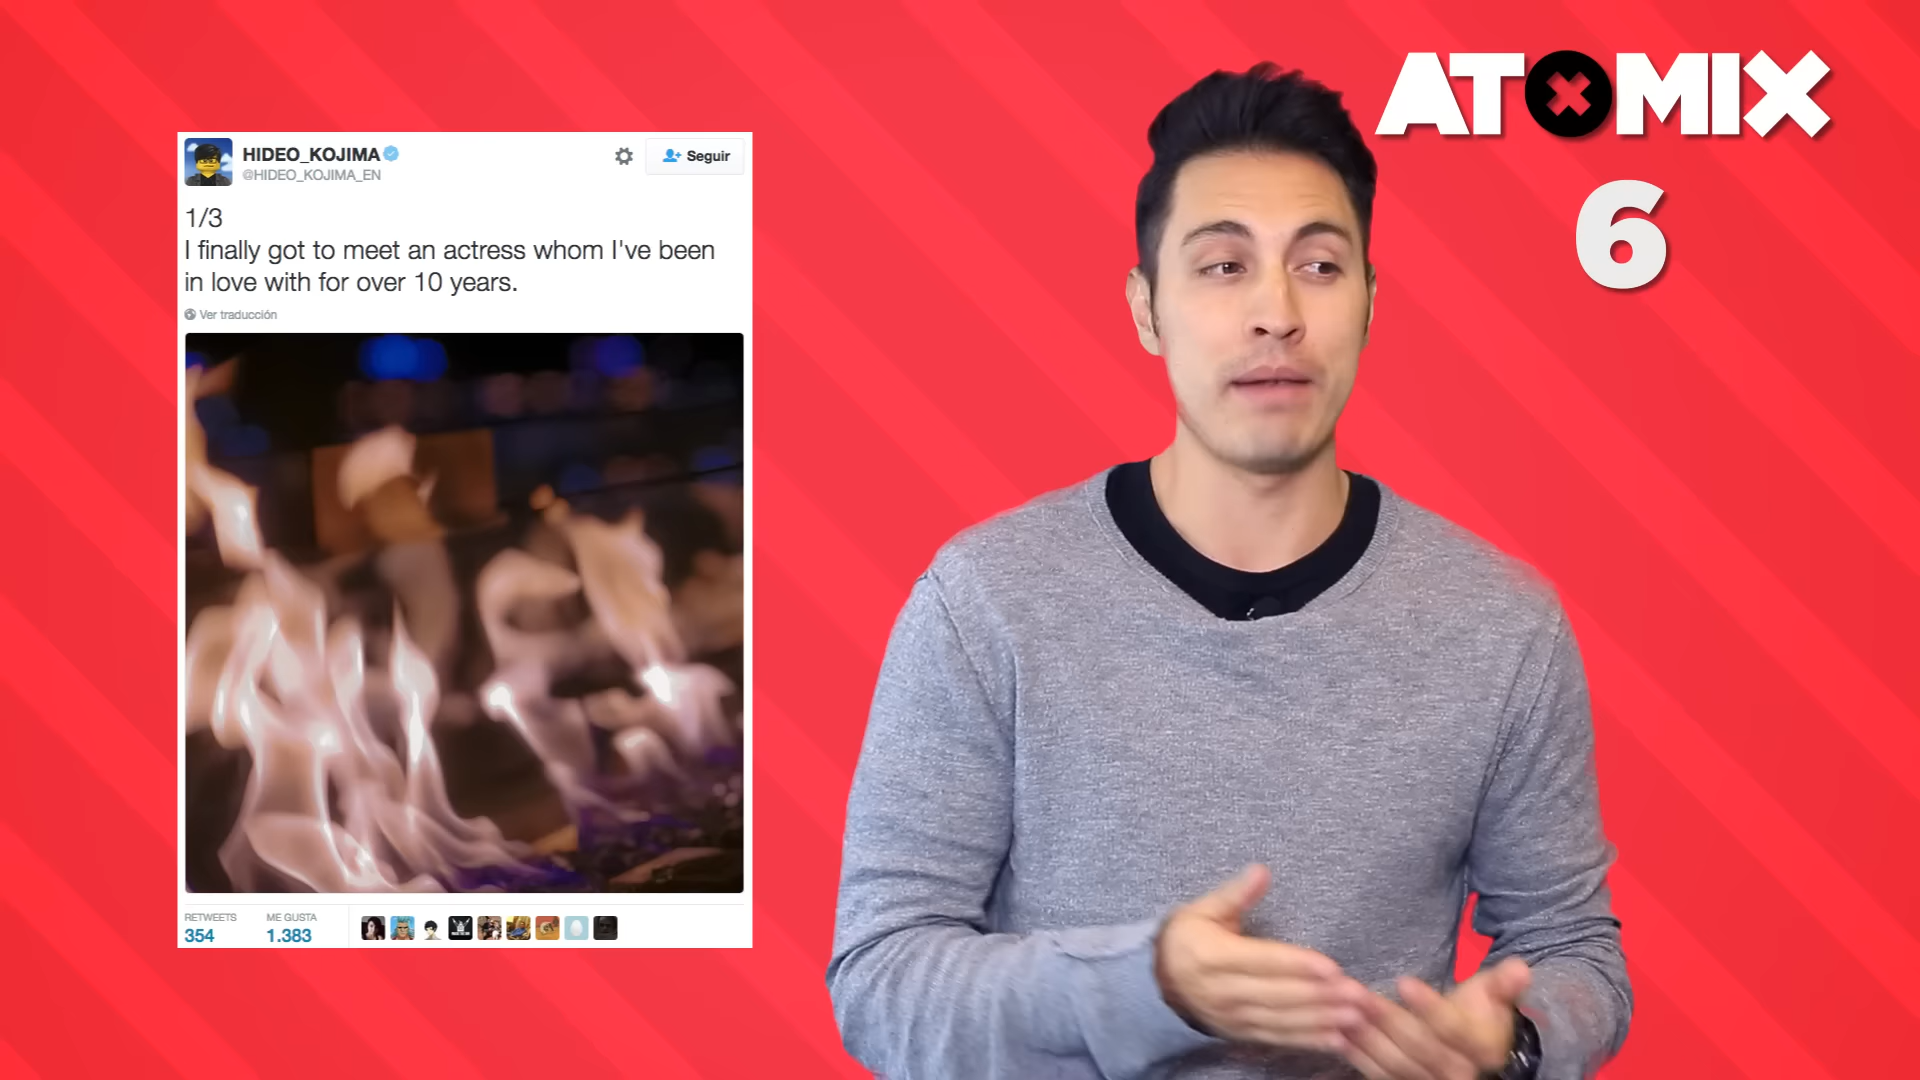 HIDEO_KOJIMA
@HIDEO_KOJIMA_EN
Seguir
1/3
I finally got to meet an actress whom I've been
in love with for over 10 years.
Ver traducción
RETWEETS
354
ME GUSTA
1.383
ATOMIX
6